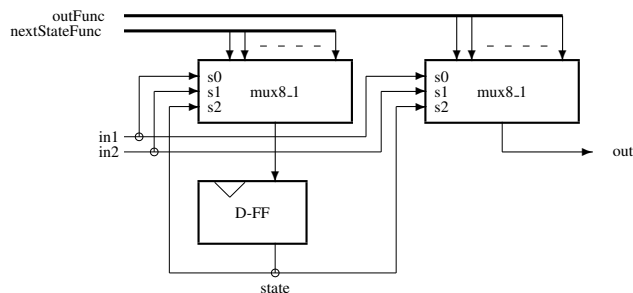 outFunc
nextStateFunc
s0
s1
s2
mux8_1
s0
s1
s2
mux8_1
in1
in2
out
D-FF
state